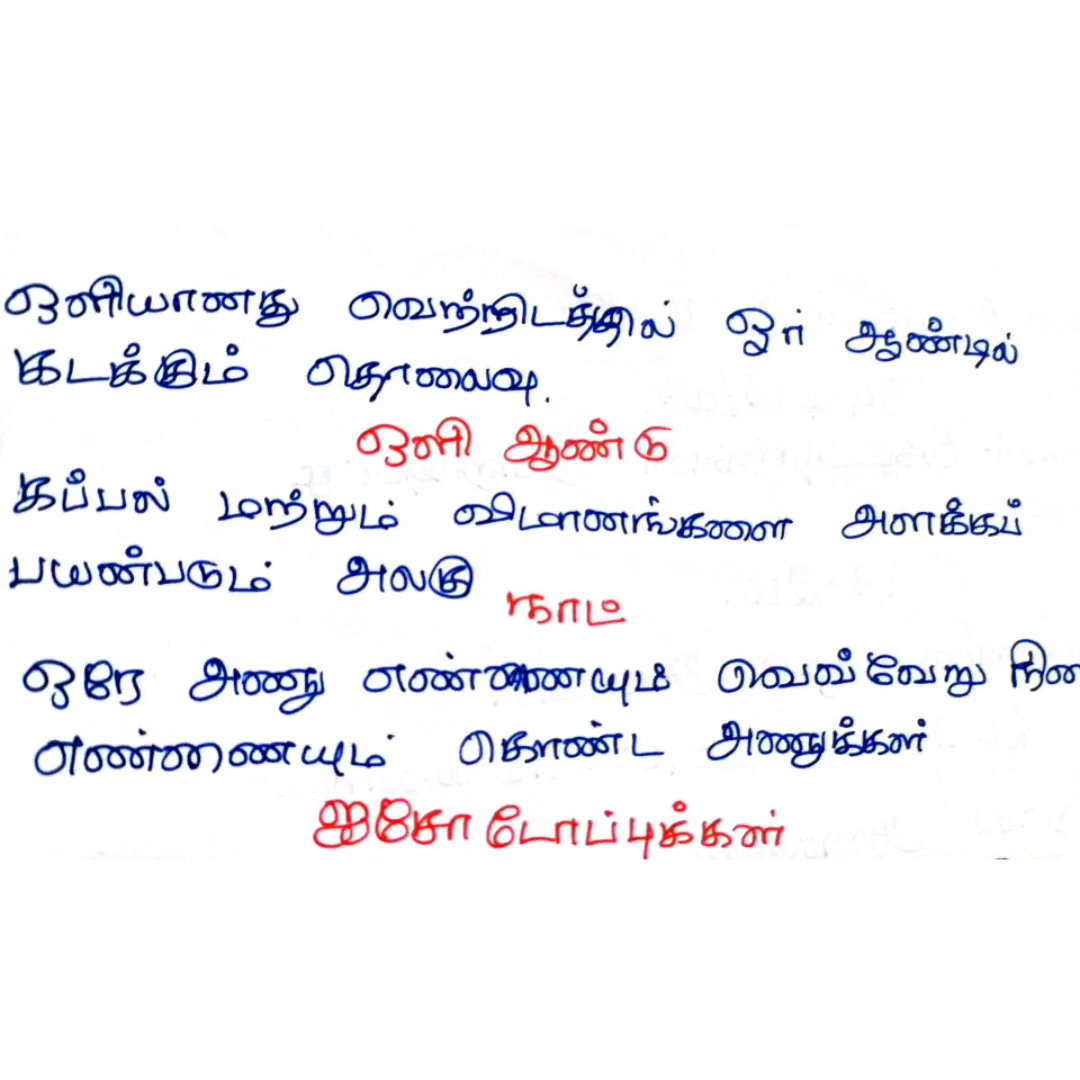 ஒளியானது வெற்றிடத்தில் ஓர் ஆண்டில்
கடக்கும் தொலைவு.
ஒளி ஆண்டு
கப்பல் மற்றும் விமானங்களை அளக்கப்
பயன்படும் அலகு
நாட்
ஒரே அணு எண்ணையும் வெவ்வேறு நிறை
எண்ணையும் கொண்ட அணுக்கள்
ஐசோடோப்புக்கள்